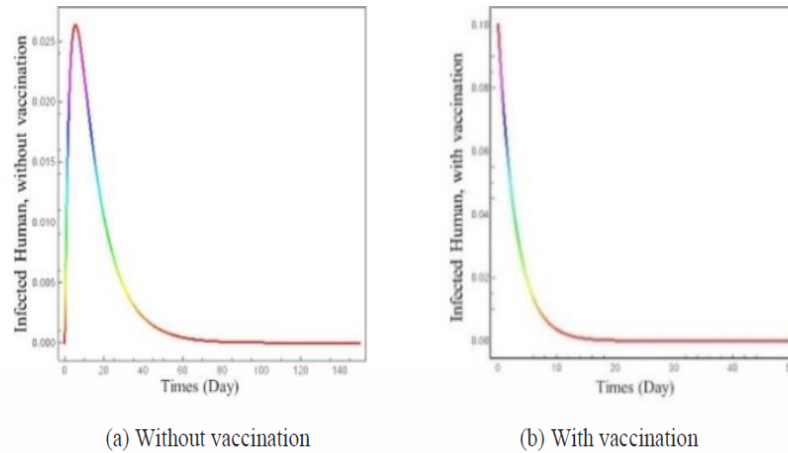 Infected Human, without vaccination
0.025
0.020
0.015
0.010
0.005
0.000
0 20 40 60 80 100 120 140
Times (Day)
(a) Without vaccination
Infected Human, with vaccination
0.10
0.80
0.06
0.04
0.02
0.00
0 10 20 30 40 50
Times (Day)
(b) With vaccination